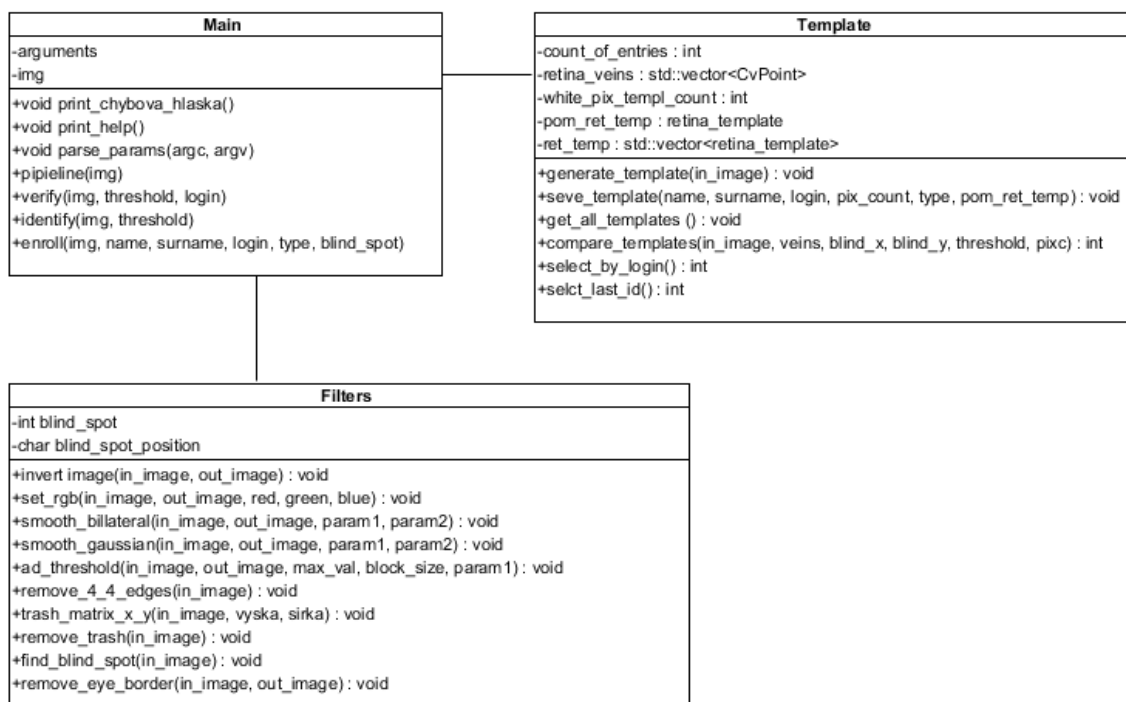 Main
-arguments
-img
+void print_chybova_hlaska()
+void print_help()
+void parse_params(argc, argv)
+pipieline(img)
+verify(img, threshold, login)
+identify(img, threshold)
+enroll(img, name, surname, login, type, blind_spot)
Template
-count_of_entries : int
-retina_veins : std::vector<CvPoint>
-white_pix_templ_count : int
-pom_ret_temp : retina_template
-ret_temp : std::vector<retina_template>
+generate_template(in_image) : void
+seve_template(name, surname, login, pix_count, type, pom_ret_temp) : void
+get_all_templates () : void
+compare_templates(in_image, veins, blind_x, blind_y, threshold, pixc) : int
+select_by_login() : int
+selct_last_id() : int
Filters
-int blind_spot
-char blind_spot_position
+invert image(in_image, out_image) : void
+set_rgb(in_image, out_image, red, green, blue) : void
+smooth_billateral(in_image, out_image, param1, param2) : void
+smooth_gaussian(in_image, out_image, param1, param2) : void
+ad_threshold(in_image, out_image, max_val, block_size, param1) : void
+remove_4_4_edges(in_image) : void
+trash_matrix_x_y(in_image, vyska, sirka) : void
+remove_trash(in_image) : void
+find_blind_spot(in_image) : void
+remove_eye_border(in_image, out_image) : void